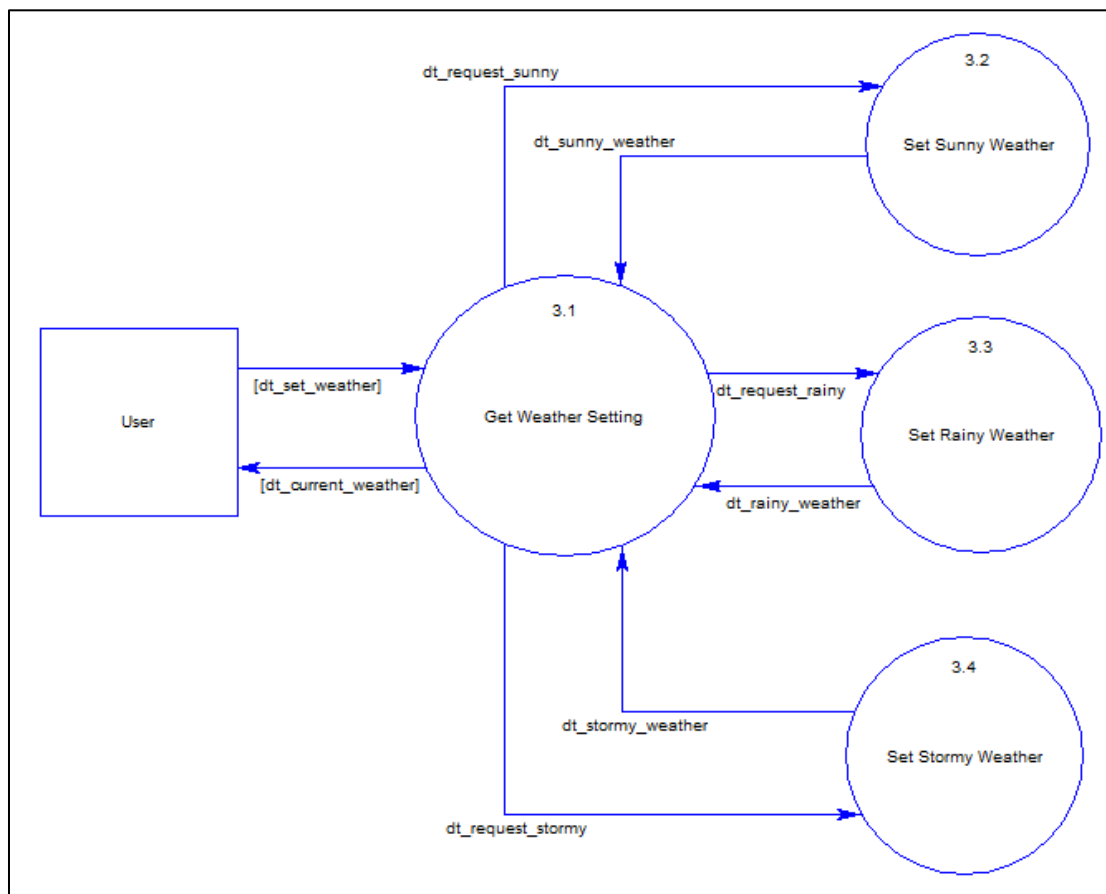 3.2
dt_request_sunny
dt_sunny_weather
Set Sunny Weather
3.1
3.3
[dt_set_weather]
dt_request_rainy
User
Get Weather Setting
Set Rainy Weather
[dt_current_weather]
dt_rainy_weather
3.4
dt_stormy_weather
Set Stormy Weather
dt_request_stormy